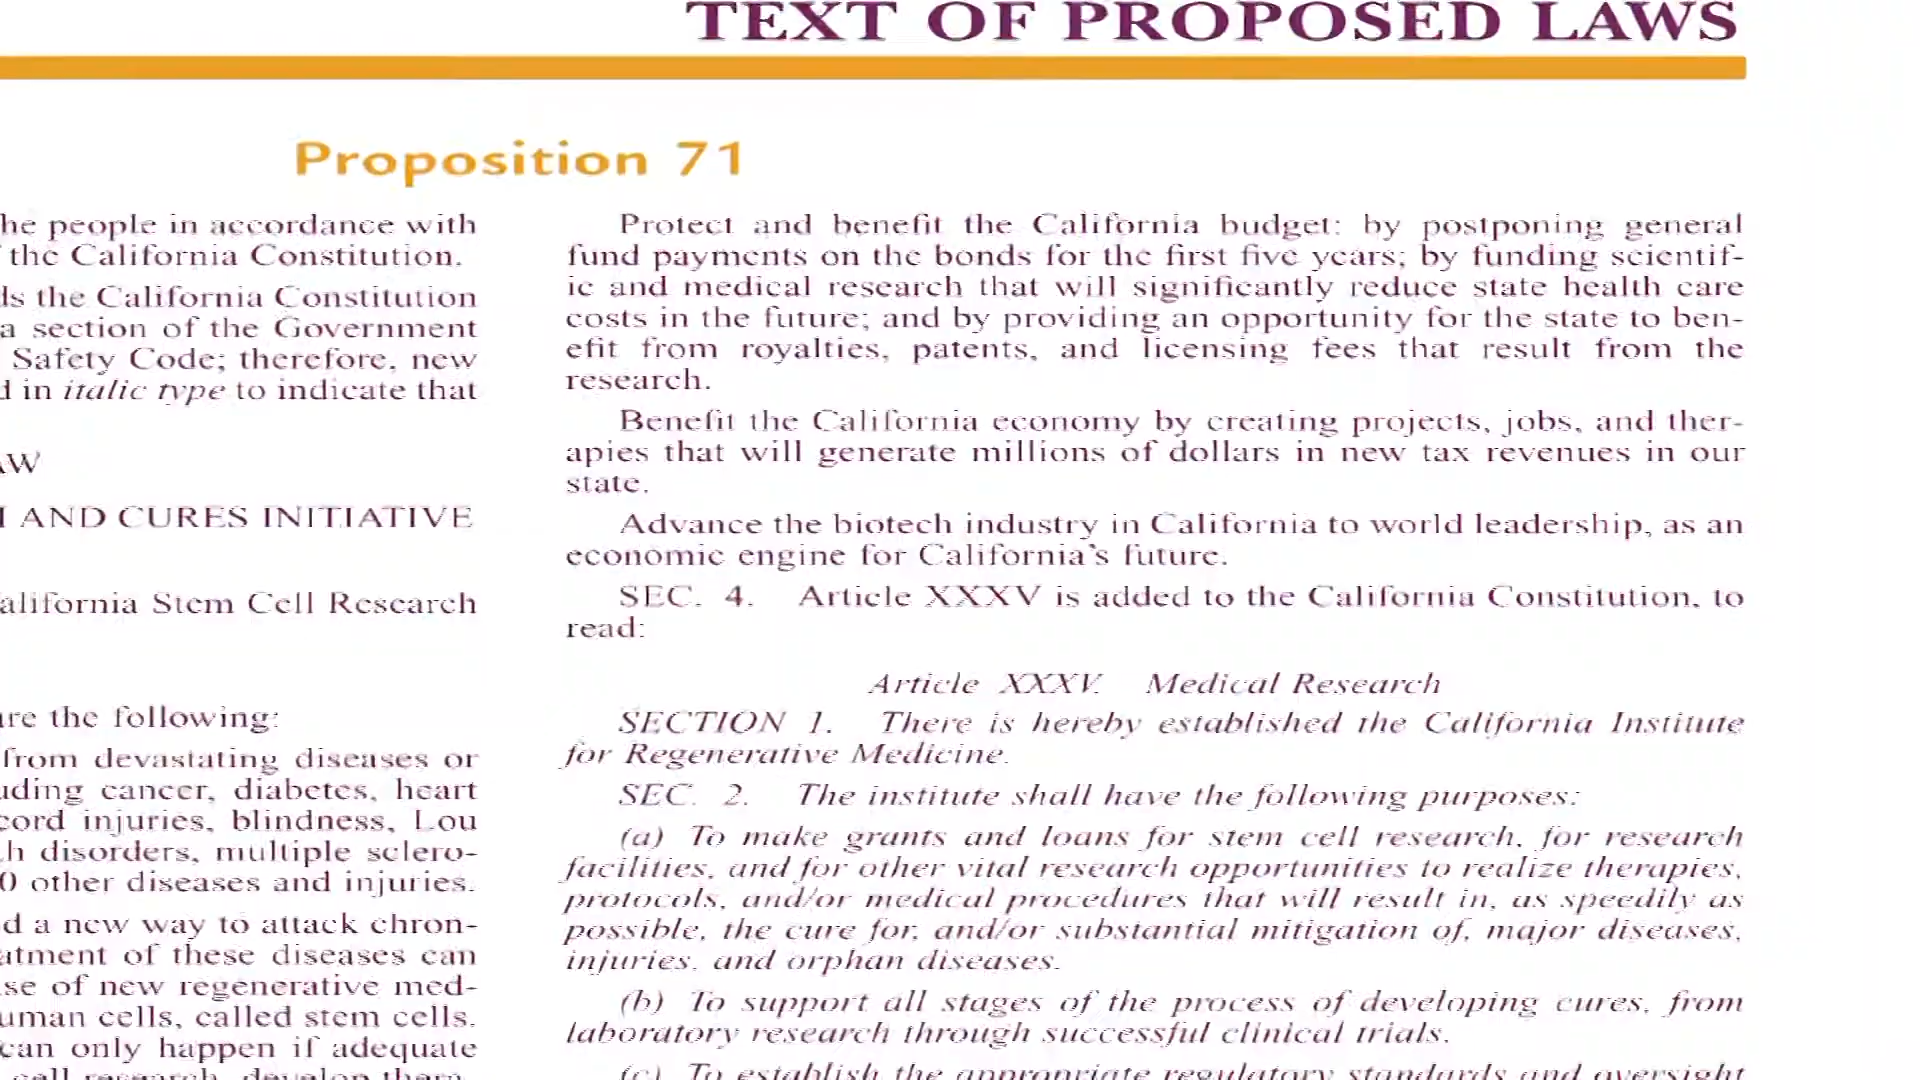 TEXT OF PROPOSED LAWS
Proposition 71
he people in accordance with
the California Constitution.
ds the California Constitution
a section of the Government
Safety Code; therefore, new
d in italic type to indicate that
AW
AND CURES INITIATIVE
alifornia Stem Cell Research
are the following:
from devastating diseases or
uding cancer, diabetes, heart
cord injuries, blindness, Lou
h disorders, multiple sclero-
0 other diseases and injuries.
d a new way to attack chron-
atment of these diseases can
se of new regenerative med-
uman cells, called stem cells.
can only happen if adequate
cell research, develop them,
Protect and benefit the California budget: by postponing general
fund payments on the bonds for the first five years; by funding scientif-
ic and medical research that will significantly reduce state health care
costs in the future; and by providing an opportunity for the state to ben-
efit from royalties, patents, and licensing fees that result from the
research.
Benefit the California economy by creating projects, jobs, and ther-
apies that will generate millions of dollars in new tax revenues in our
state.
Advance the biotech industry in California to world leadership, as an
economic engine for California's future.
SEC. 4. Article XXXV is added to the California Constitution, to
read:
Article XXXV. Medical Research
SECTION 1. There is hereby established the California Institute
for Regenerative Medicine.
SEC. 2. The institute shall have the following purposes:
(a) To make grants and loans for stem cell research, for research
facilities, and for other vital research opportunities to realize therapies,
protocols, and/or medical procedures that will result in, as speedily as
possible, the cure for, and/or substantial mitigation of, major diseases,
injuries, and orphan diseases.
(b) To support all stages of the process of developing cures, from
laboratory research through successful clinical trials.
(c) To establish the appropriate regulatory standards and oversight